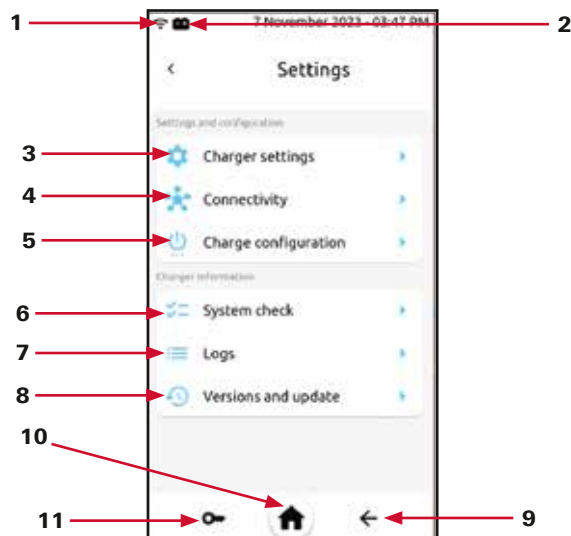 1
2
7 November 2023 - 03:47 PM
Settings
Settings and configuration
3
Charger settings
4
Connectivity
5
Charge configuration
Charger information
6
System check
7
Logs
8
Versions and update
10
11
9